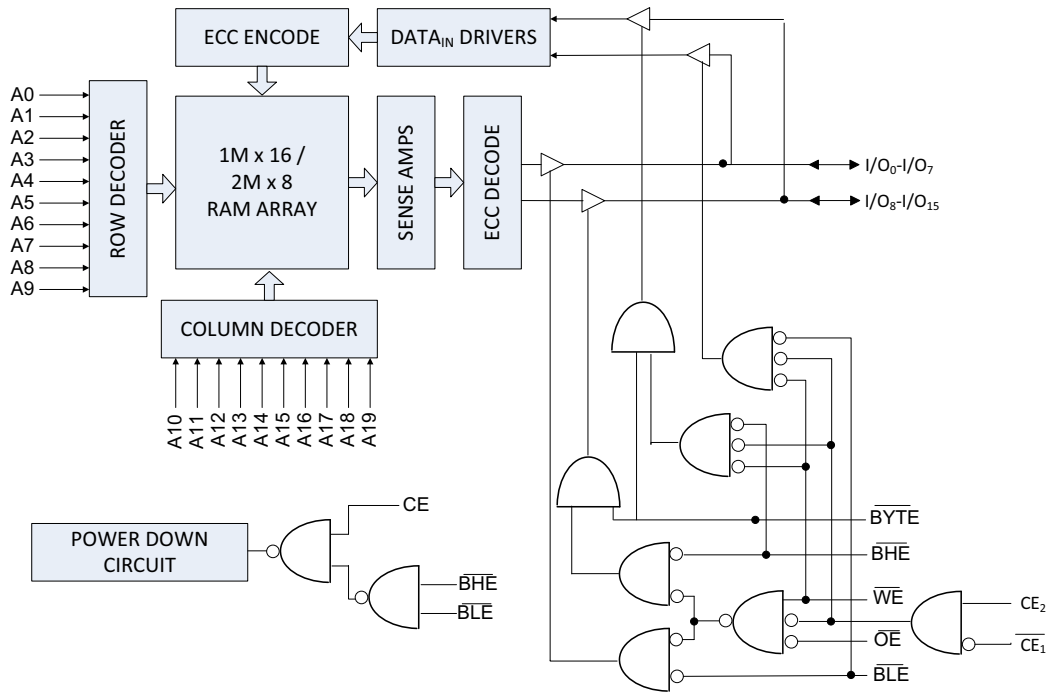 ECC ENCODE
DATAIN DRIVERS
A0
A1
A2
A3
A4
A5
A6
A7
A8
A9
ROW DECODER
1M x 16 /
2M x 8
RAM ARRAY
SENSE AMPS
ECC DECODE
I/O0-I/O7
I/O8-I/O15
COLUMN DECODER
A10
A11
A12
A13
A14
A15
A16
A17
A18
A19
CE
POWER DOWN
CIRCUIT
BHE
BLE
BYTE
BHE
WE
OE
BLE
CE2
CE1